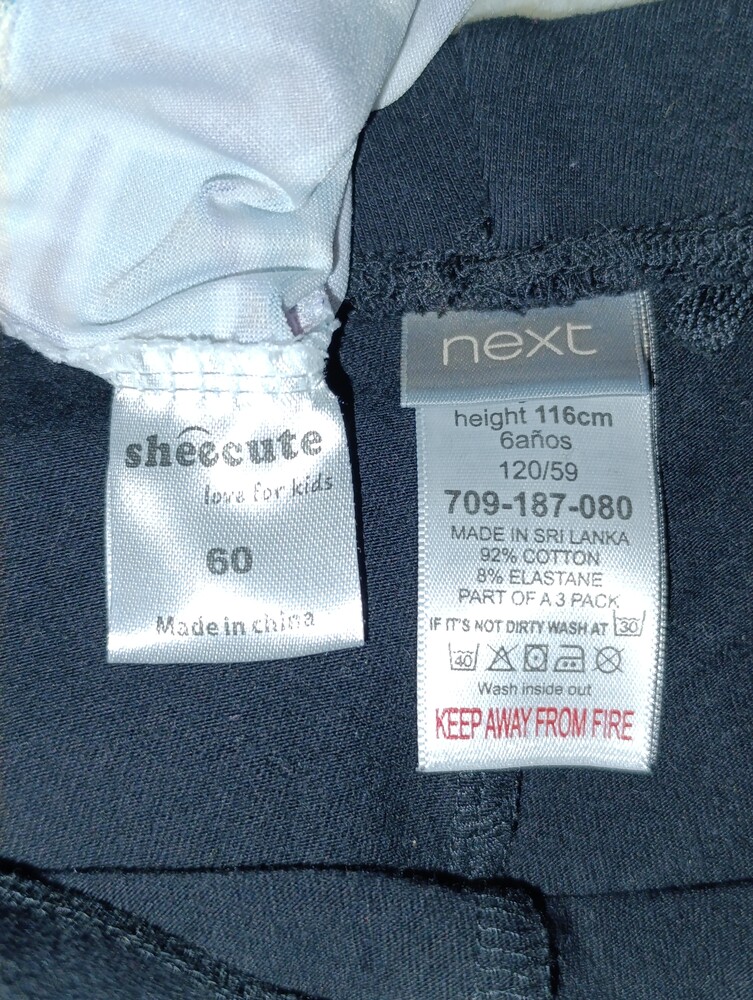 sheecute
love for kids
60
Made in china
next
height 116cm
6años
120/59
709-187-080
MADE IN SRI LANKA
92% COTTON
8% ELASTANE
PART OF A 3 PACK
IF IT'S NOT DIRTY WASH AT 30
40
Wash inside out
KEEP AWAY FROM FIRE